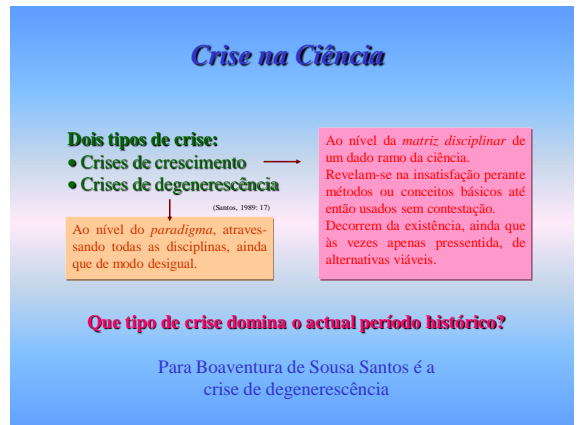 Crise na Ciência
Dois tipos de crise:
• Crises de crescimento
• Crises de degenerescência
(Santos, 1989: 17)
Ao nível do paradigma, atraves-
sando todas as disciplinas, ainda
que de modo desigual.
Ao nível da matriz disciplinar de
um dado ramo da ciência.
Revelam-se na insatisfação perante
métodos ou conceitos básicos até
então usados sem contestação.
Decorrem da existência, ainda que
às vezes apenas pressentida, de
alternativas viáveis.
Que tipo de crise domina o actual período histórico?
Para Boaventura de Sousa Santos é a
crise de degenerescência